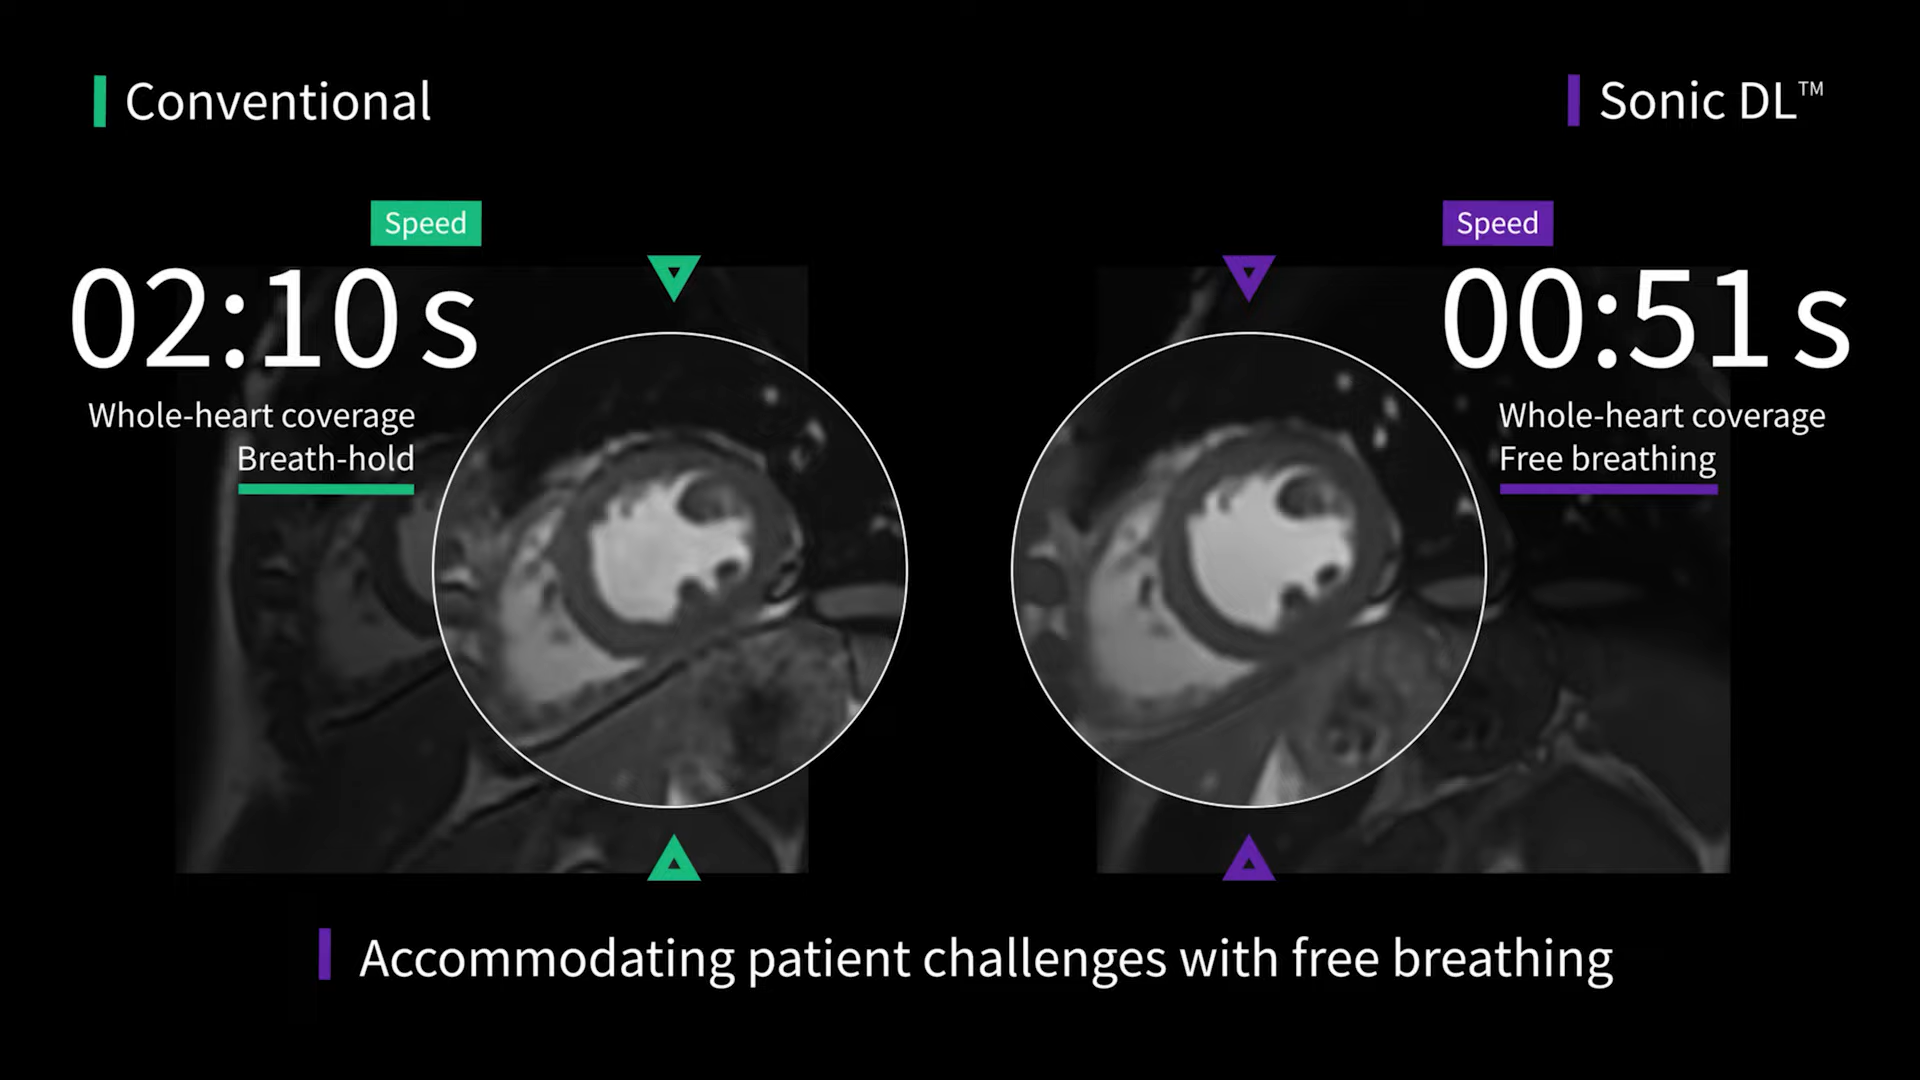 Conventional
Sonic DL™
Speed
02:10 s
Whole-heart coverage
Breath-hold
Speed
00:51 s
Whole-heart coverage
Free breathing
Accommodating patient challenges with free breathing